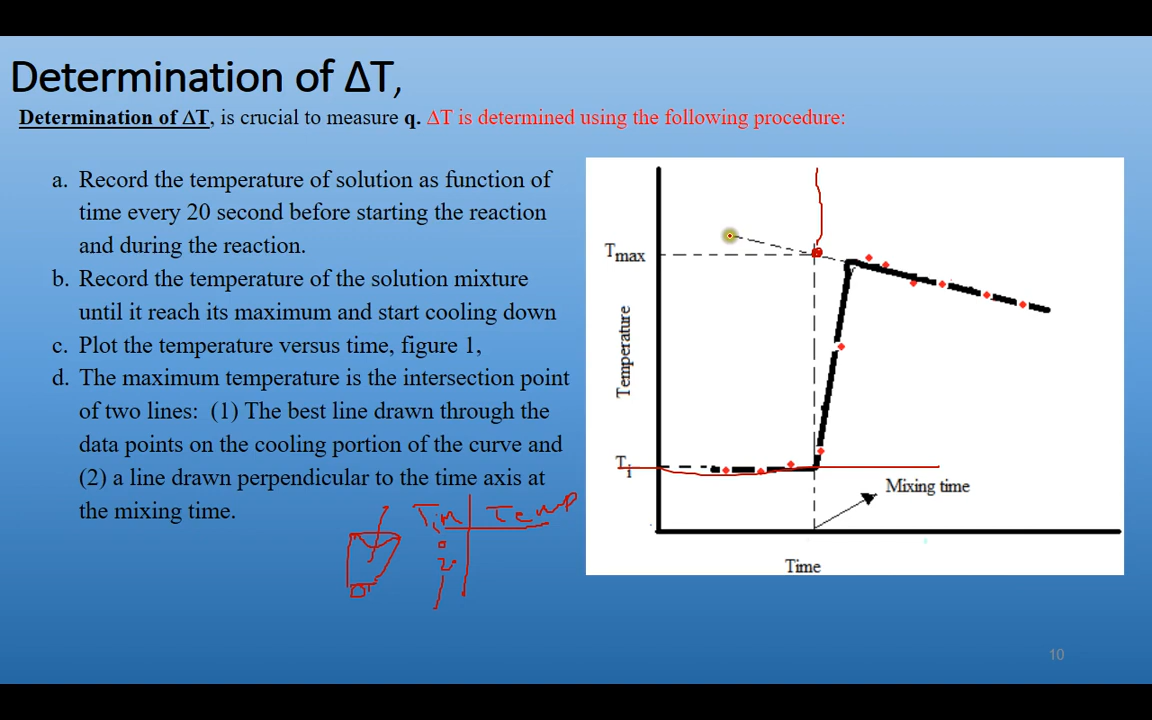 Determination of ΔT,
Determination of ΔT, is crucial to measure q. ΔT is determined using the following procedure:
a. Record the temperature of solution as function of
time every 20 second before starting the reaction
and during the reaction.
b. Record the temperature of the solution mixture
until it reach its maximum and start cooling down
c. Plot the temperature versus time, figure 1,
d. The maximum temperature is the intersection point
of two lines: (1) The best line drawn through the
data points on the cooling portion of the curve and
(2) a line drawn perpendicular to the time axis at
the mixing time.
Tim Temp
0
Tmax
Temperature
Ti
Mixing time
Time
10